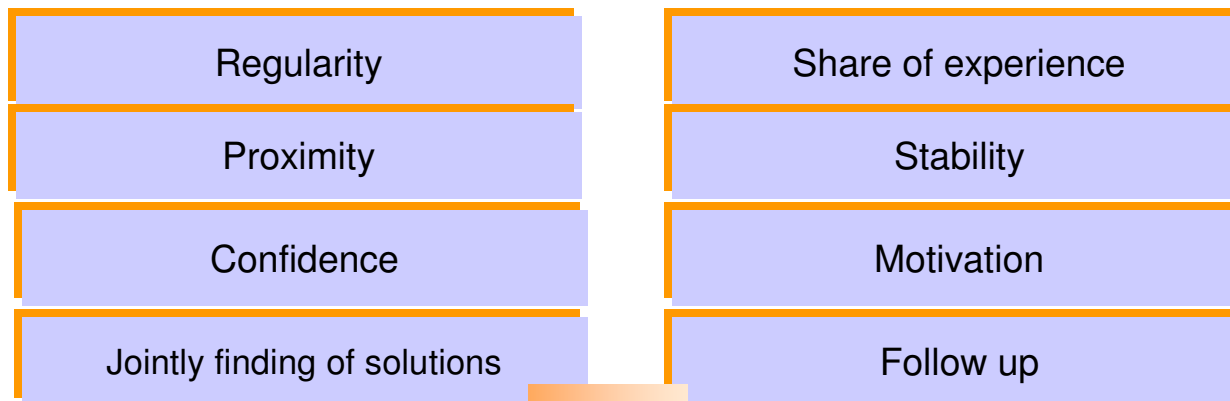 Regularity
Proximity
Confidence
Jointly finding of solutions
Share of experience
Stability
Motivation
Follow up